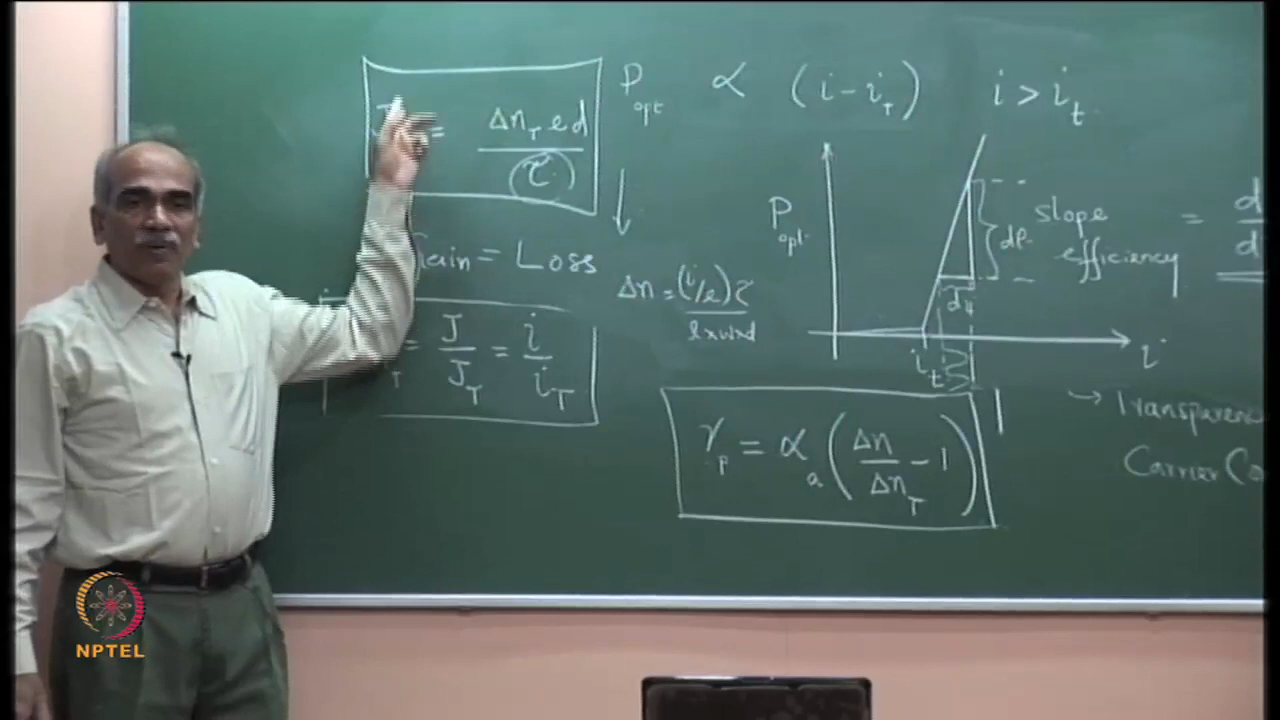 = Δn_T e d / τ
Gain = Loss
T = J / J_T = i / i_T
P_opt ∝ (i - i_T) i > i_t
Δn = (i/e) τ / l x w x d
P_opt.
i_t
i
dP
di
slope
efficiency =
γ_p = α_a (Δn / Δn_T - 1)
→ Transparenc
Carrier Co
NPTEL